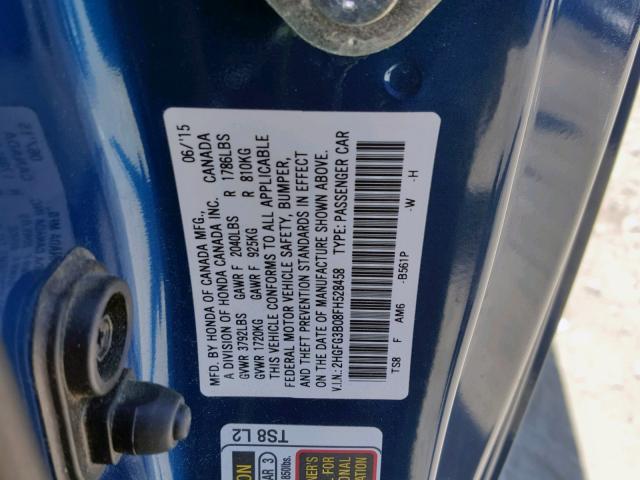 MFD. BY HONDA OF CANADA MFG., 06/'15
A DIVISION OF HONDA CANADA INC. CANADA
GVWR 3792LBS GAWR F 2040LBS R 1786LBS
GVWR 1720KG GAWR F 925KG R 810KG
THIS VEHICLE CONFORMS TO ALL APPLICABLE
FEDERAL MOTOR VEHICLE SAFETY, BUMPER,
AND THEFT PREVENTION STANDARDS IN EFFECT
ON THE DATE OF MANUFACTURE SHOWN ABOVE.
V.I.N.: 2HGFG3B08FH528458 TYPE: PASSENGER CAR
TS8 F AM6 -B561P -W -H
TS8 L2
850lbs.
FOR